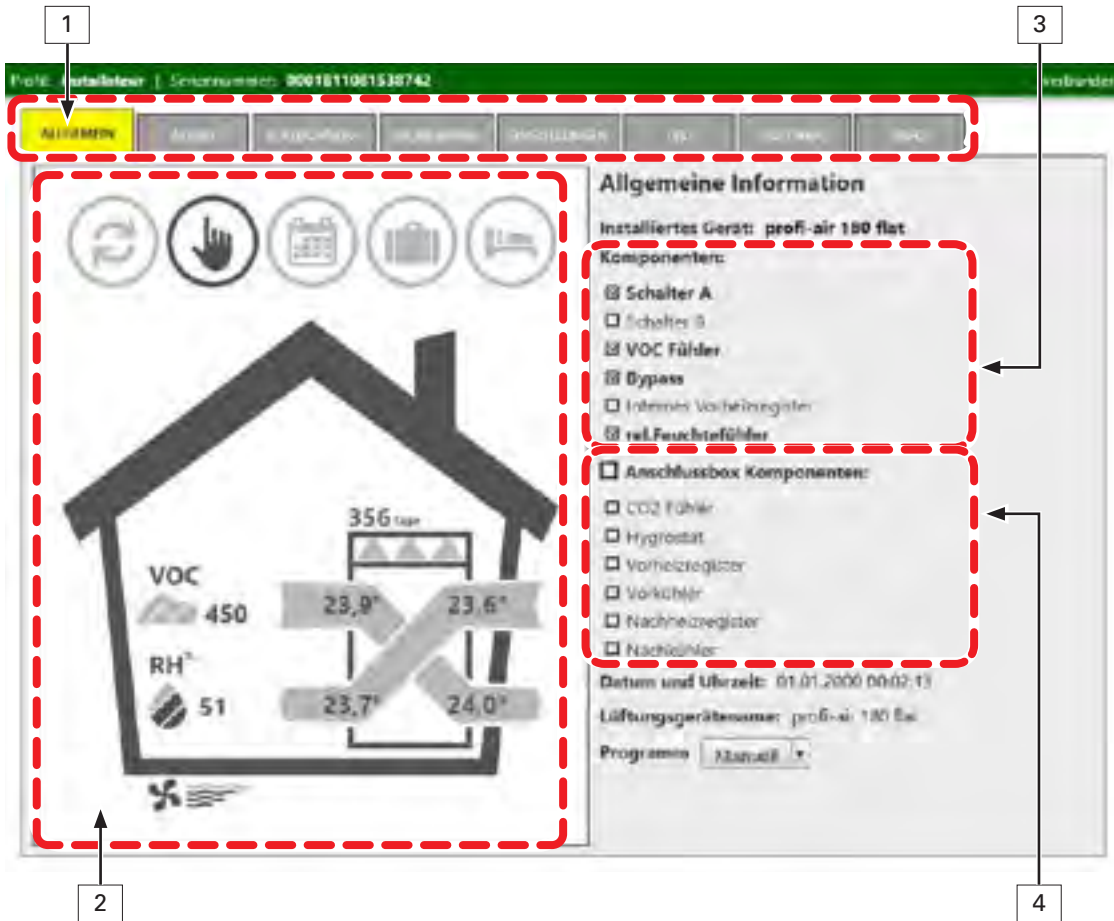 1
3
Profil: Installateur | Seriennummer: 0001811081538742
verbunden
ALLGEMEIN
EINSTELLUNGEN
Allgemeine Information
Installiertes Gerät: profi-air 180 flat
Komponenten:
Schalter A
Schalter B
VOC Fühler
Bypass
Internes Vorheizregister
rel.Feuchtefühler
Anschlussbox Komponenten:
CO2 Fühler
Hygrostat
Vorheizregister
Vorkühler
Nachheizregister
Nachkühler
Datum und Uhrzeit: 01.01.2000 00:02:13
Lüftungsgerätename: profi-air 180 flat
Programm Manuell
356 Tage
VOC
450
23,9° 23,6°
RH%
51
23,7° 24,0°
2
4